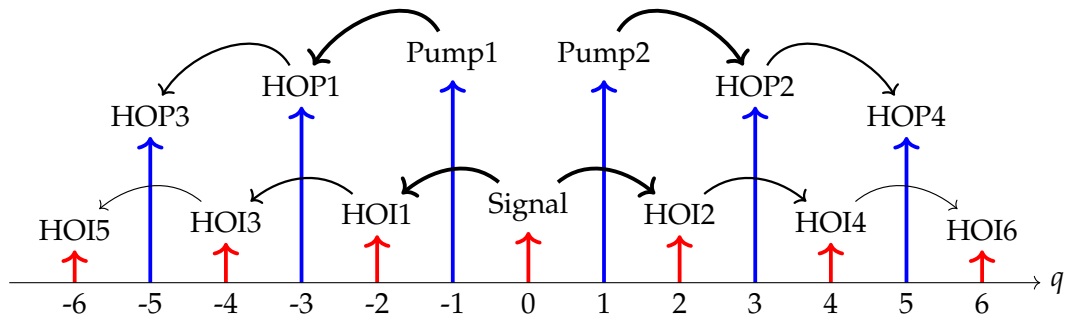 Pump1 Pump2
HOP1 HOP2
HOP3 HOP4
HOI1 Signal HOI2
HOI5 HOI3 HOI4 HOI6
-6 -5 -4 -3 -2 -1 0 1 2 3 4 5 6 q